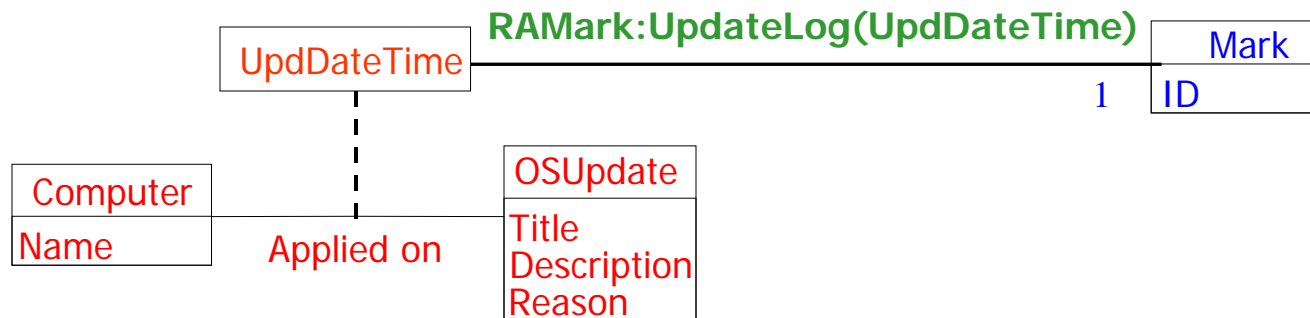 RAMark:UpdateLog(UpdDateTime)
UpdDateTime
Mark
1
ID
Computer
Name
Applied on
OSUpdate
Title
Description
Reason